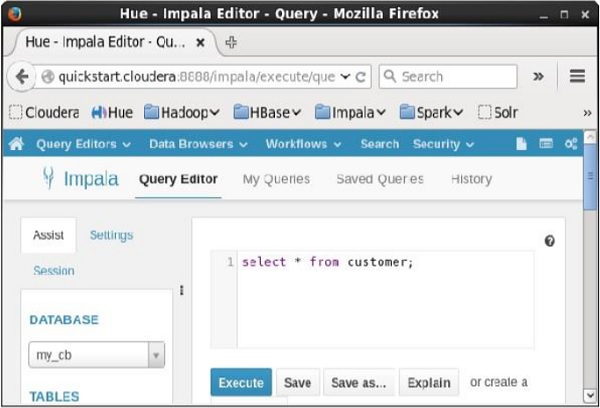 Hue - Impala Editor - Query - Mozilla Firefox
Hue - Impala Editor - Qu... ×
quickstart.cloudera:8888/impala/execute/que Search
Cloudera Hue Hadoop HBase Impala Spark Solr »
Query Editors Data Browsers Workflows Search Security
Impala Query Editor My Queries Saved Queries History
Assist Settings
Session
1 select * from customer;
DATABASE
my_cb
Execute Save Save as... Explain or create a
TABLES